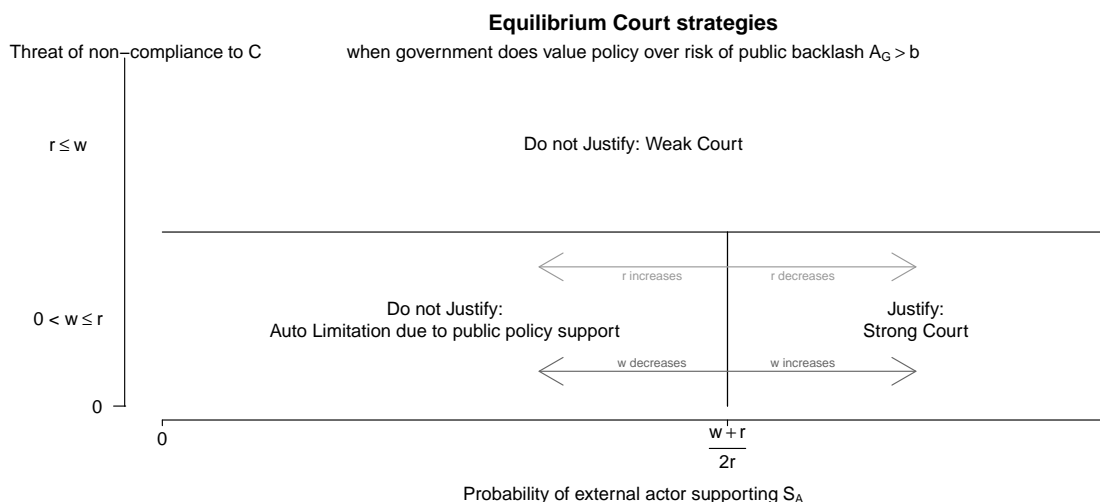 Equilibrium Court strategies
Threat of non−compliance to C
when government does value policy over risk of public backlash A_G > b
r ≤ w
Do not Justify: Weak Court
r increases
r decreases
0 < w ≤ r
Do not Justify:
Auto Limitation due to public policy support
Justify:
Strong Court
w decreases
w increases
0
0
w + r
2r
Probability of external actor supporting S_A